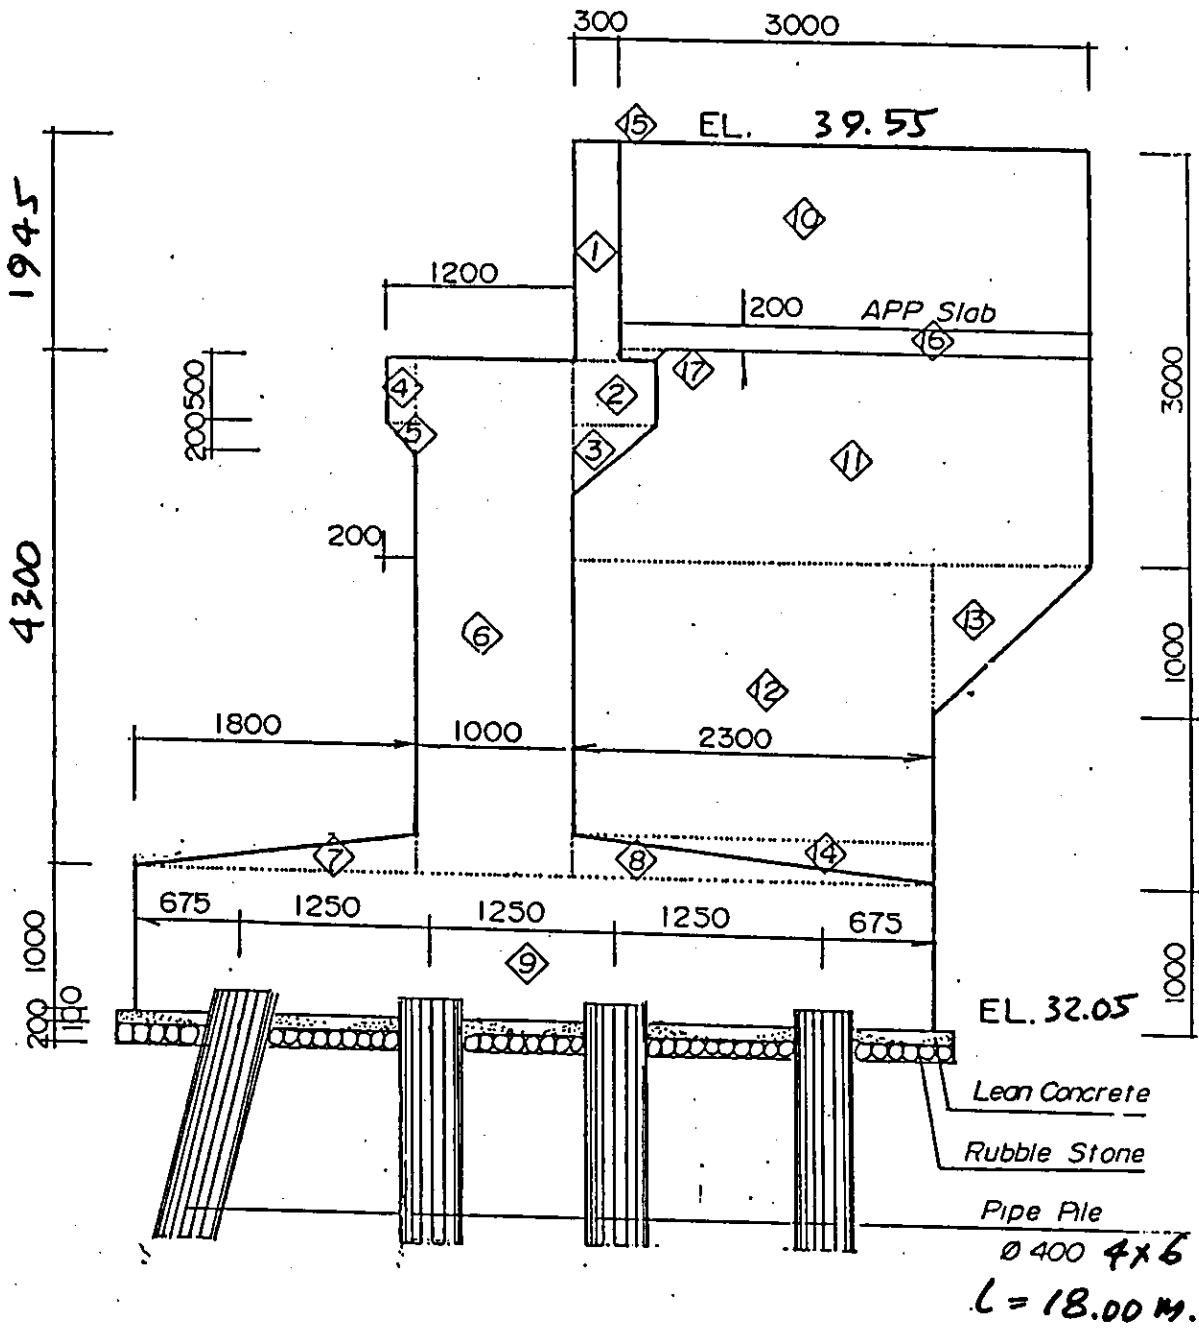 300 3000
15 EL. 39.55
1945
10
1
1200
200 APP Slab
16
4 2 17
200 500
5 3
11
3000
200
4300
6
13
12
1000
1800 1000 2300
7 8 14
675 1250 1250 1250 675
9
1000
1000
200 100
EL. 32.05
Lean Concrete
Rubble Stone
Pipe Pile
Ø 400 4x6
L = 18.00 M.